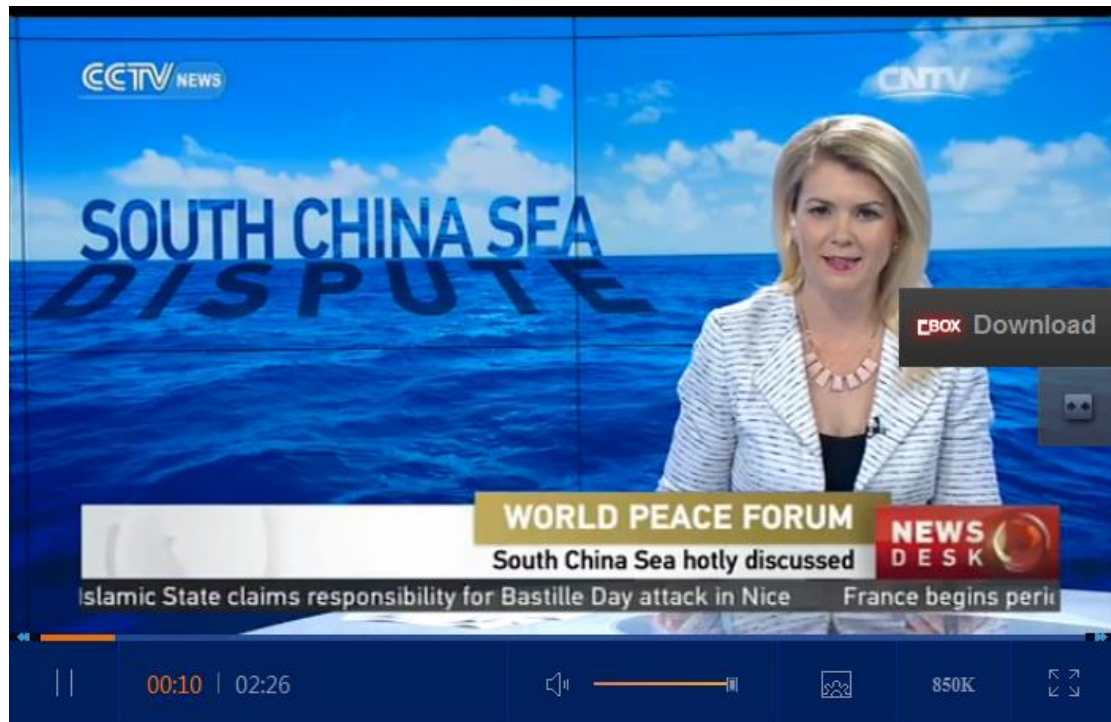 CCTV NEWS
CNTV
SOUTH CHINA SEA
DISPUTE
CBOX Download
WORLD PEACE FORUM
South China Sea hotly discussed
NEWS
DESK
Islamic State claims responsibility for Bastille Day attack in Nice France begins
00:10 | 02:26
850K